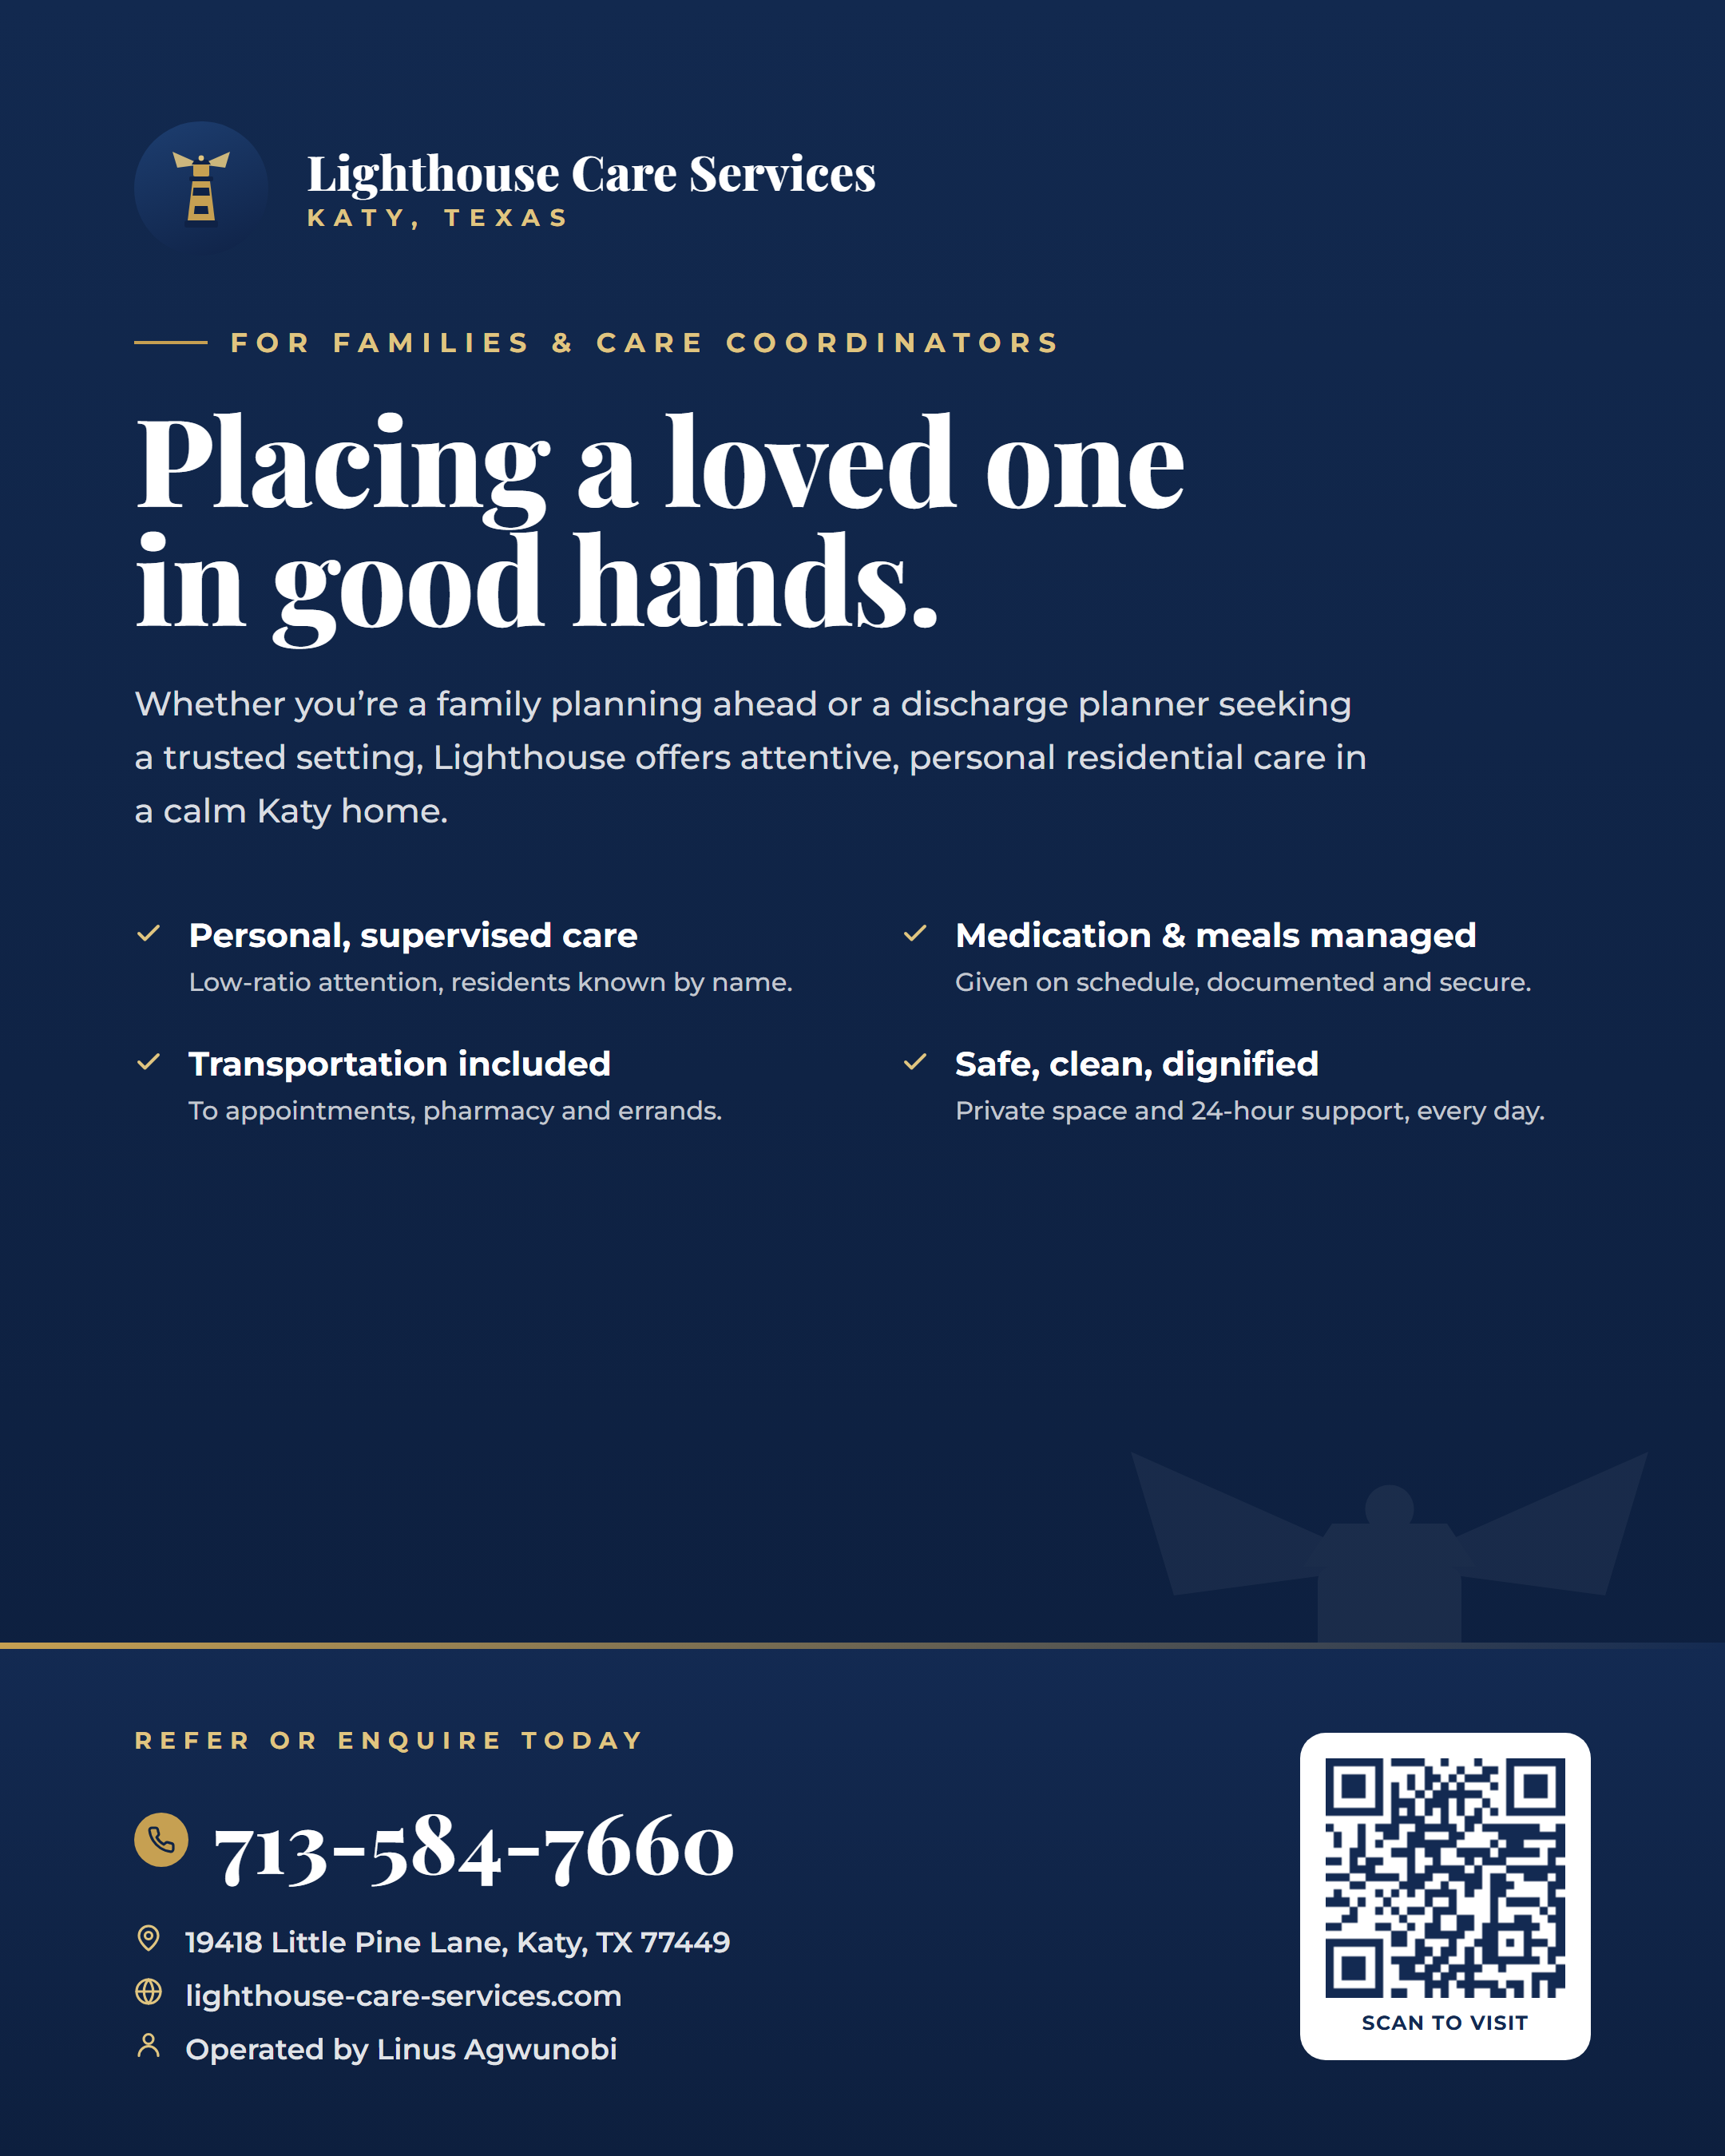 Lighthouse Care Services
KATY, TEXAS
FOR FAMILIES & CARE COORDINATORS
Placing a loved one
in good hands.
Whether you’re a family planning ahead or a discharge planner seeking
a trusted setting, Lighthouse offers attentive, personal residential care in
a calm Katy home.
Personal, supervised care
Low-ratio attention, residents known by name.
Medication & meals managed
Given on schedule, documented and secure.
Transportation included
To appointments, pharmacy and errands.
Safe, clean, dignified
Private space and 24-hour support, every day.
REFER OR ENQUIRE TODAY
713-584-7660
19418 Little Pine Lane, Katy, TX 77449
lighthouse-care-services.com
Operated by Linus Agwunobi
SCAN TO VISIT